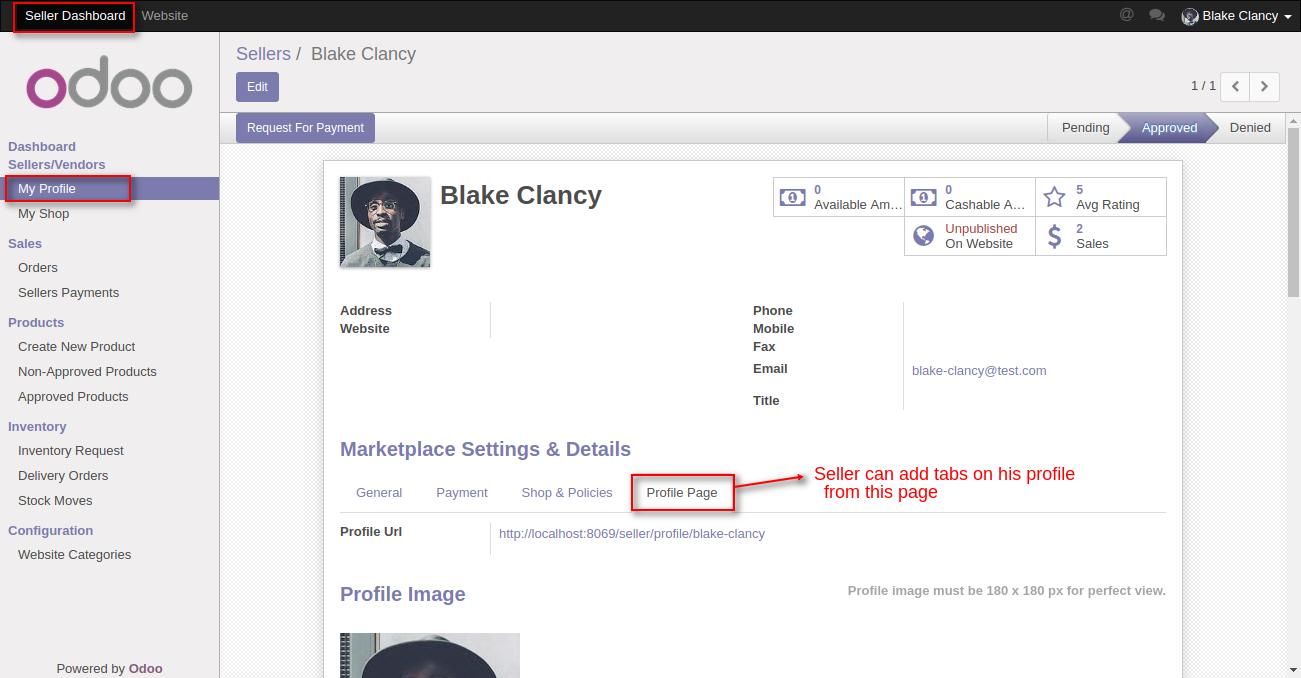 Seller Dashboard Website @ Blake Clancy
odoo
Dashboard
Sellers/Vendors
My Profile
My Shop
Sales
Orders
Sellers Payments
Products
Create New Product
Non-Approved Products
Approved Products
Inventory
Inventory Request
Delivery Orders
Stock Moves
Configuration
Website Categories
Powered by Odoo
Sellers / Blake Clancy
Edit
1 / 1
Request For Payment
Pending Approved Denied
Blake Clancy
0
Available Am...
0
Cashable A...
5
Avg Rating
Unpublished
On Website
2
Sales
Address
Website
Phone
Mobile
Fax
Email blake-clancy@test.com
Title
Marketplace Settings & Details
General Payment Shop & Policies Profile Page
Seller can add tabs on his profile
from this page
Profile Url http://localhost:8069/seller/profile/blake-clancy
Profile Image
Profile image must be 180 x 180 px for perfect view.